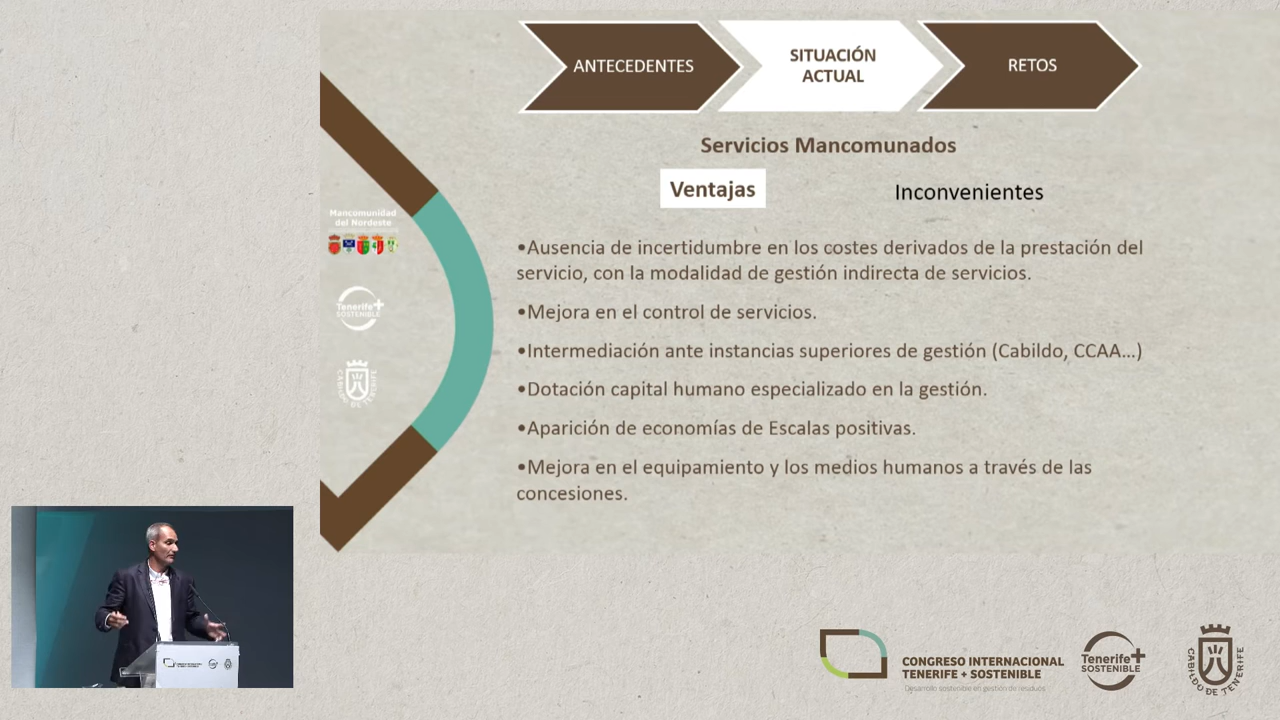 ANTECEDENTES
SITUACIÓN
ACTUAL
RETOS
Servicios Mancomunados
Ventajas
Inconvenientes
•Ausencia de incertidumbre en los costes derivados de la prestación del
servicio, con la modalidad de gestión indirecta de servicios.
•Mejora en el control de servicios.
•Intermediación ante instancias superiores de gestión (Cabildo, CCAA...)
•Dotación capital humano especializado en la gestión.
•Aparición de economías de Escalas positivas.
•Mejora en el equipamiento y los medios humanos a través de las
concesiones.
Mancomunidad
del Nordeste
Tenerife+
SOSTENIBLE
CABILDO DE TENERIFE
CONGRESO INTERNACIONAL
TENERIFE + SOSTENIBLE
Desarrollo sostenible en gestión de residuos
Tenerife+
SOSTENIBLE
CABILDO DE TENERIFE